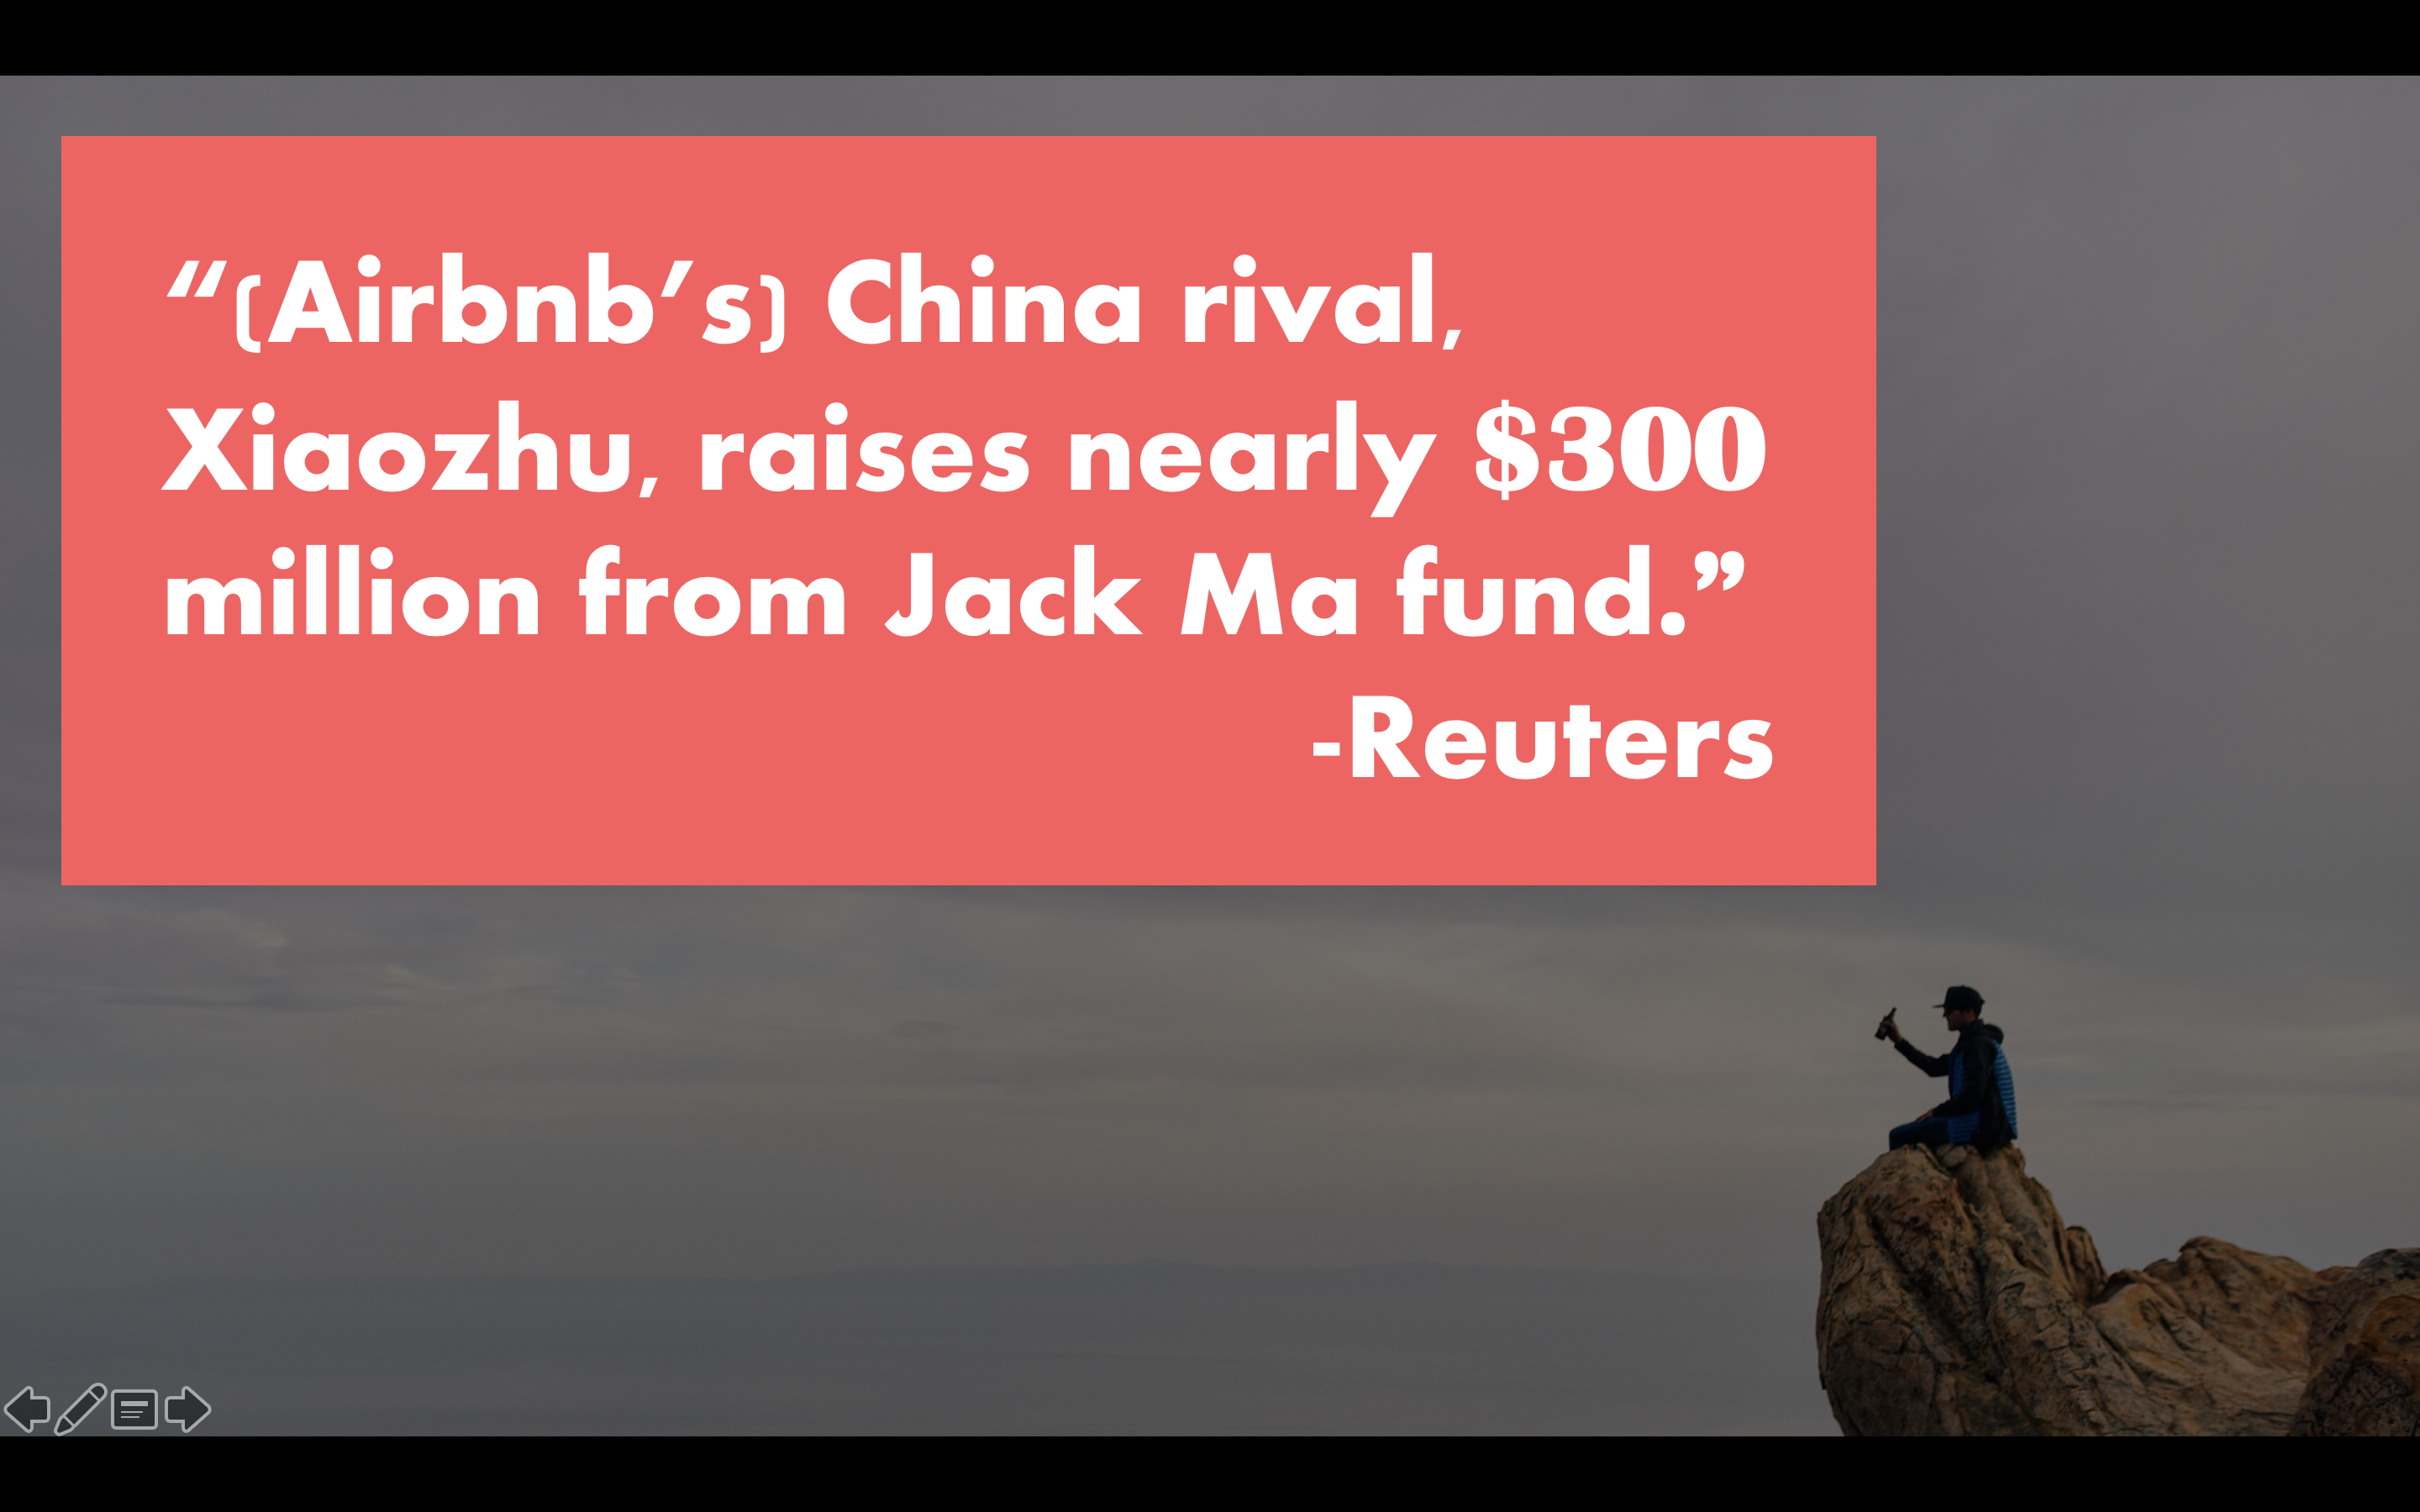 “(Airbnb’s) China rival,
Xiaozhu, raises nearly $300
million from Jack Ma fund.”
-Reuters